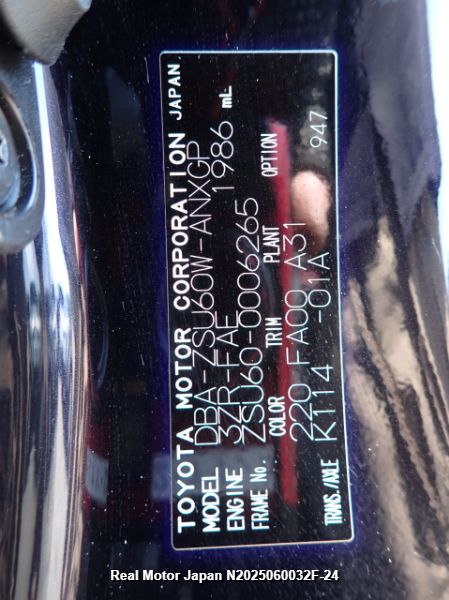 TOYOTA MOTOR CORPORATION JAPAN
MODEL DBA-ZSU60W-ANXGP
ENGINE 3ZR-FAE 1986 mL
FRAME No. ZSU60-0006265
COLOR TRIM PLANT OPTION
220 FA00 A31 947
TRANS./AXLE K114 -01A
Real Motor Japan N2025060032F-24